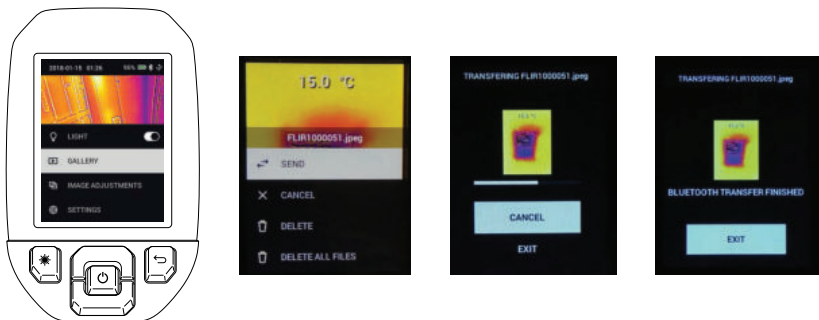 2018-01-15 01:26 98%
LIGHT
GALLERY
IMAGE ADJUSTMENTS
SETTINGS
15.0 °C
FLIR1000051.jpeg
SEND
CANCEL
DELETE
DELETE ALL FILES
TRANSFERING FLIR1000051.jpeg
CANCEL
EXIT
TRANSFERING FLIR1000051.jpeg
BLUETOOTH TRANSFER FINISHED
EXIT